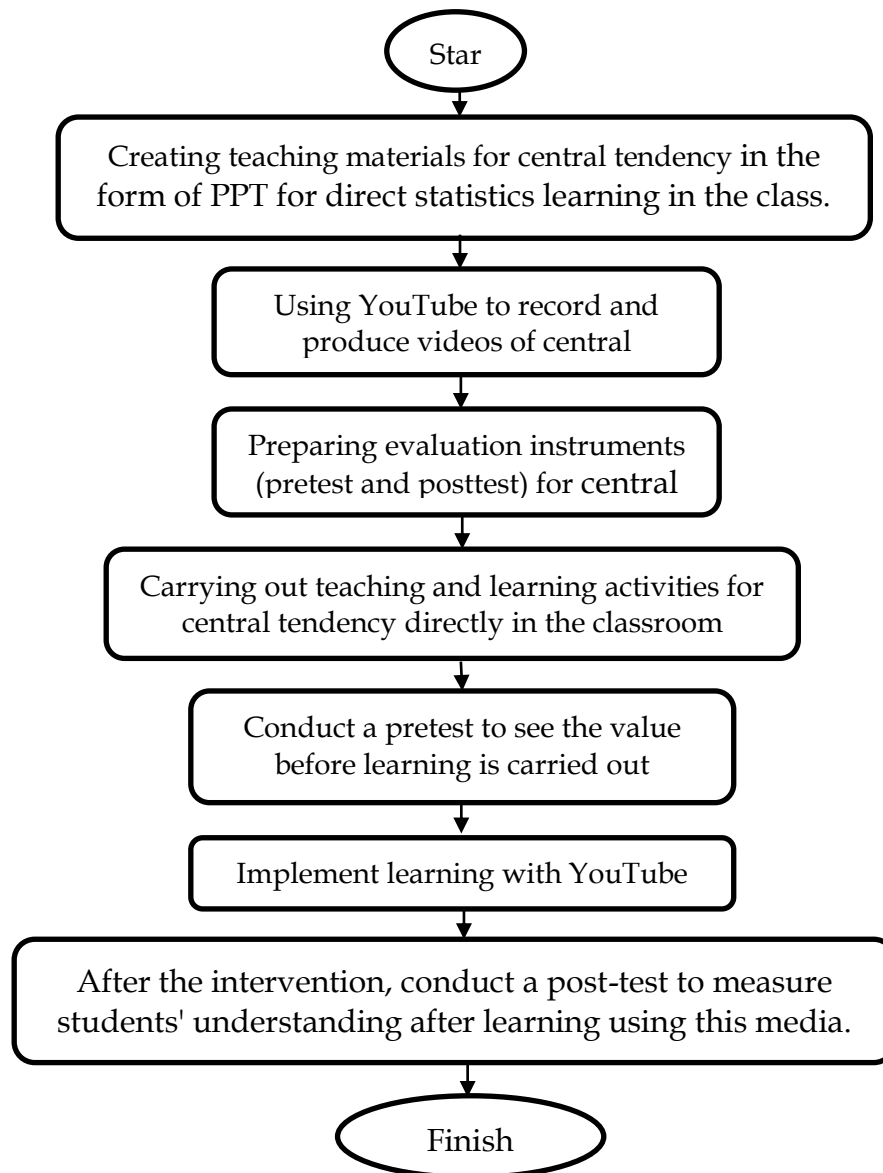 Star
Creating teaching materials for central tendency in the
form of PPT for direct statistics learning in the class.
Using YouTube to record and
produce videos of central
Preparing evaluation instruments
(pretest and posttest) for central
Carrying out teaching and learning activities for
central tendency directly in the classroom
Conduct a pretest to see the value
before learning is carried out
Implement learning with YouTube
After the intervention, conduct a post-test to measure
students' understanding after learning using this media.
Finish